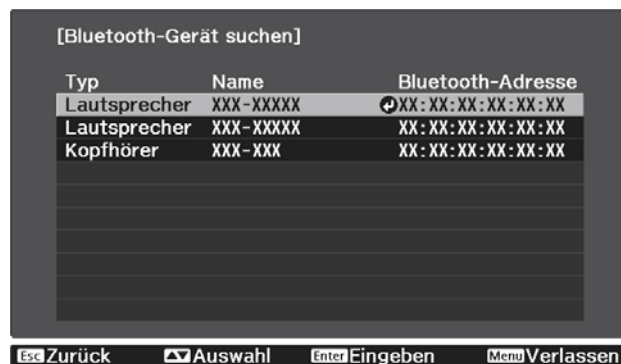 [Bluetooth-Gerät suchen]
Typ Name Bluetooth-Adresse
Lautsprecher XXX-XXXXX XX:XX:XX:XX:XX:XX
Lautsprecher XXX-XXXXX XX:XX:XX:XX:XX:XX
Kopfhörer XXX-XXX XX:XX:XX:XX:XX:XX
Esc Zurück Auswahl Enter Eingeben Menu Verlassen